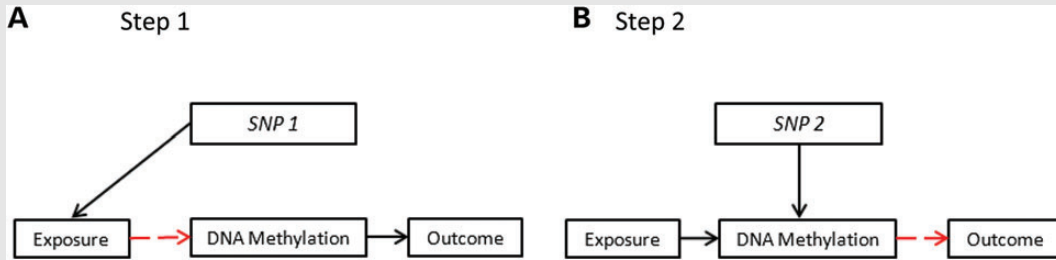 A Step 1
SNP 1
Exposure DNA Methylation Outcome
B Step 2
SNP 2
Exposure DNA Methylation Outcome